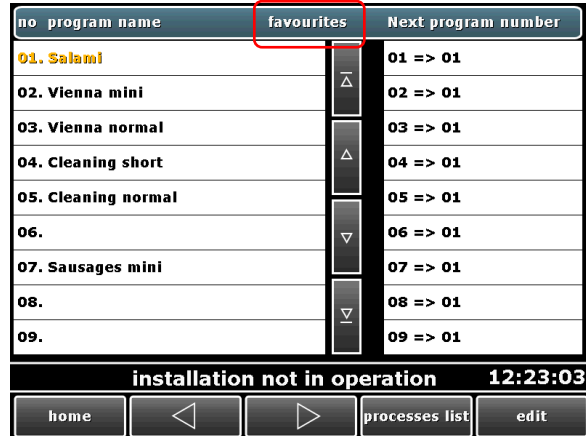 no program name favourites Next program number
01. Salami 01 => 01
02. Vienna mini 02 => 01
03. Vienna normal 03 => 01
04. Cleaning short 04 => 01
05. Cleaning normal 05 => 01
06. 06 => 01
07. Sausages mini 07 => 01
08. 08 => 01
09. 09 => 01
installation not in operation 12:23:03
home processes list edit